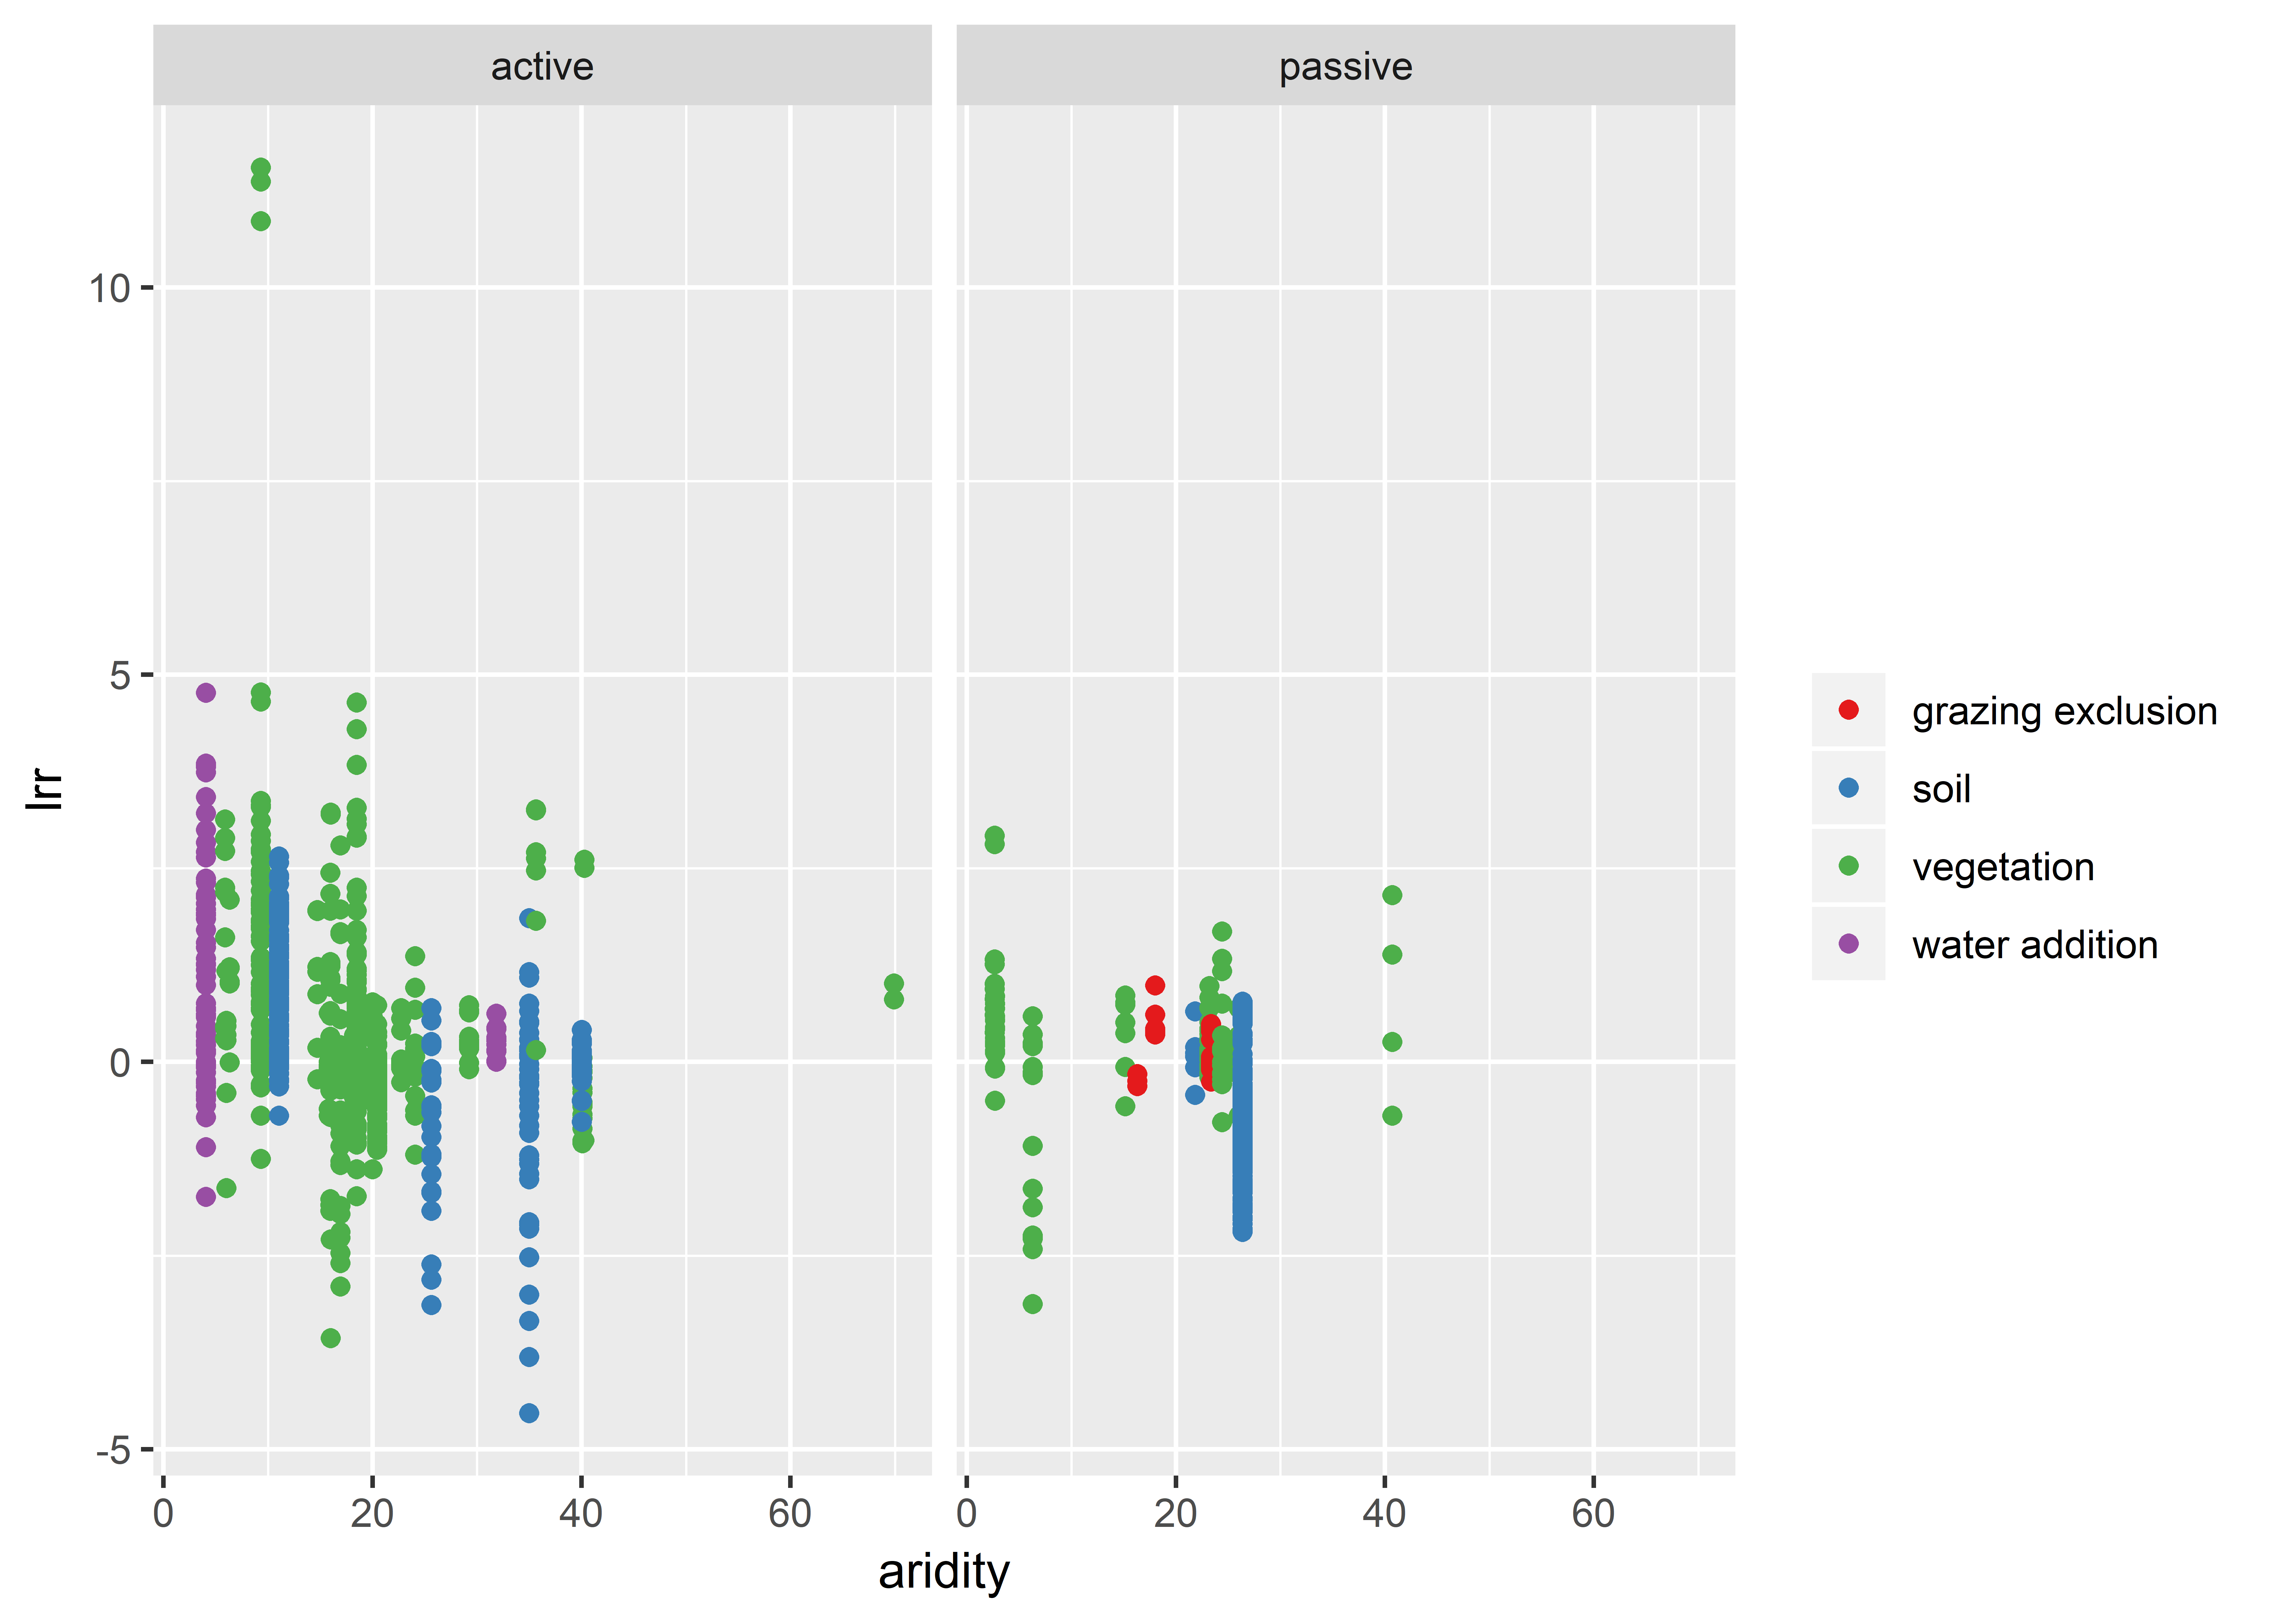 active
passive
10
5
0
-5
lrr
0 20 40 60
0 20 40 60
aridity
grazing exclusion
soil
vegetation
water addition